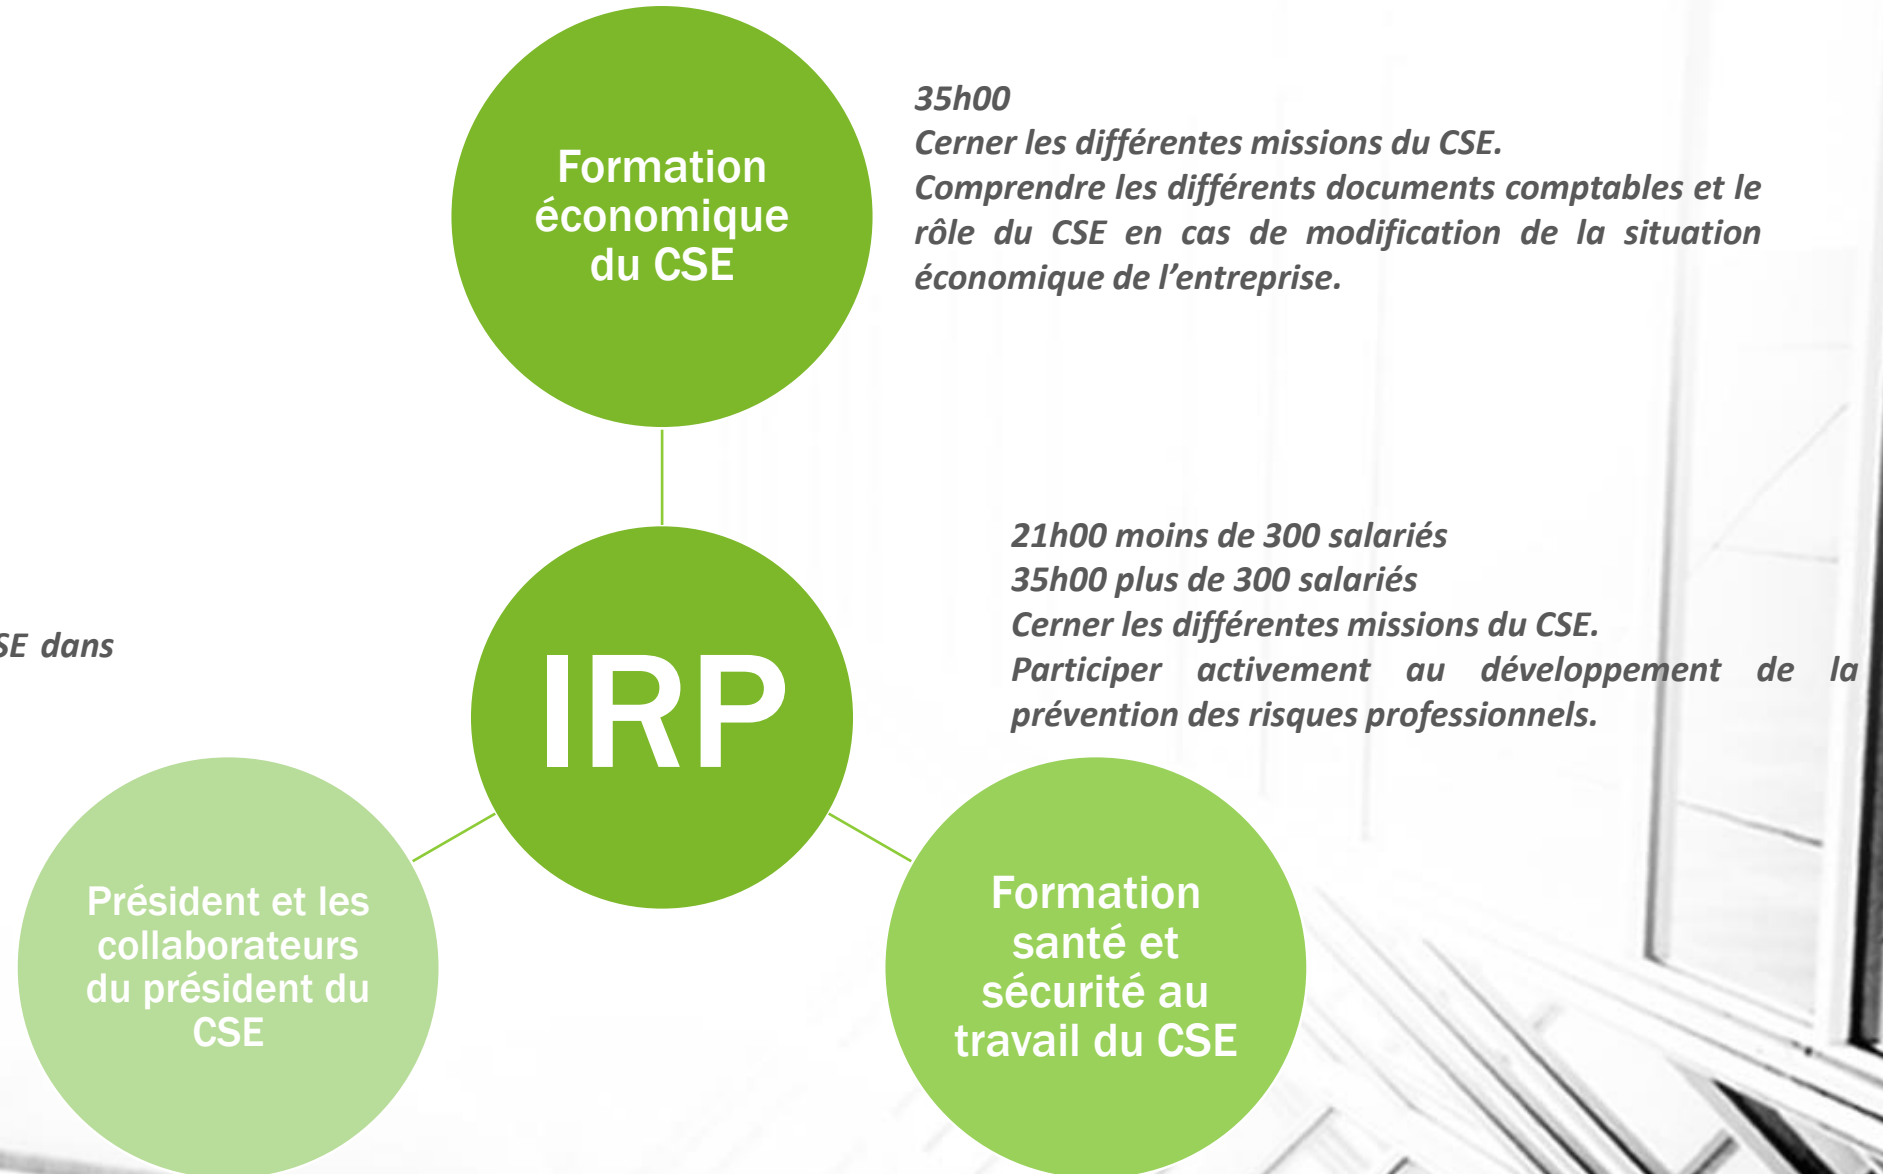 Formation
économique
du CSE
35h00
Cerner les différentes missions du CSE.
Comprendre les différents documents comptables et le
rôle du CSE en cas de modification de la situation
économique de l’entreprise.
21h00 moins de 300 salariés
35h00 plus de 300 salariés
Cerner les différentes missions du CSE.
Participer activement au développement de la
prévention des risques professionnels.
SE dans
IRP
Président et les
collaborateurs
du président du
CSE
Formation
santé et
sécurité au
travail du CSE